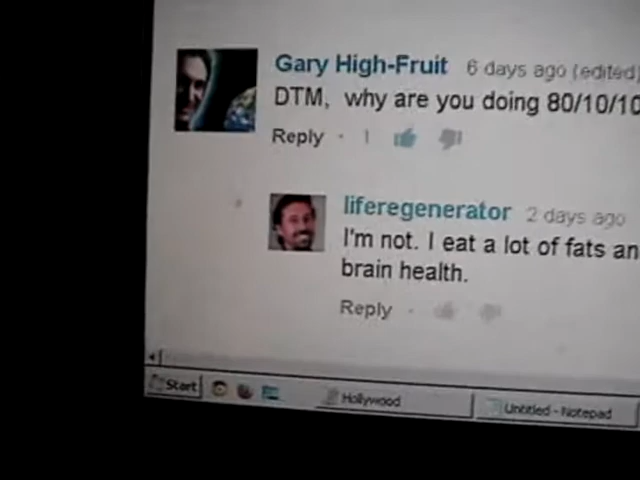 Gary High-Fruit 6 days ago (edited)
DTM, why are you doing 80/10/10
Reply · 1
liferegenerator 2 days ago
I'm not. I eat a lot of fats an
brain health.
Reply ·
Start Hollywood Untitled - Notepad